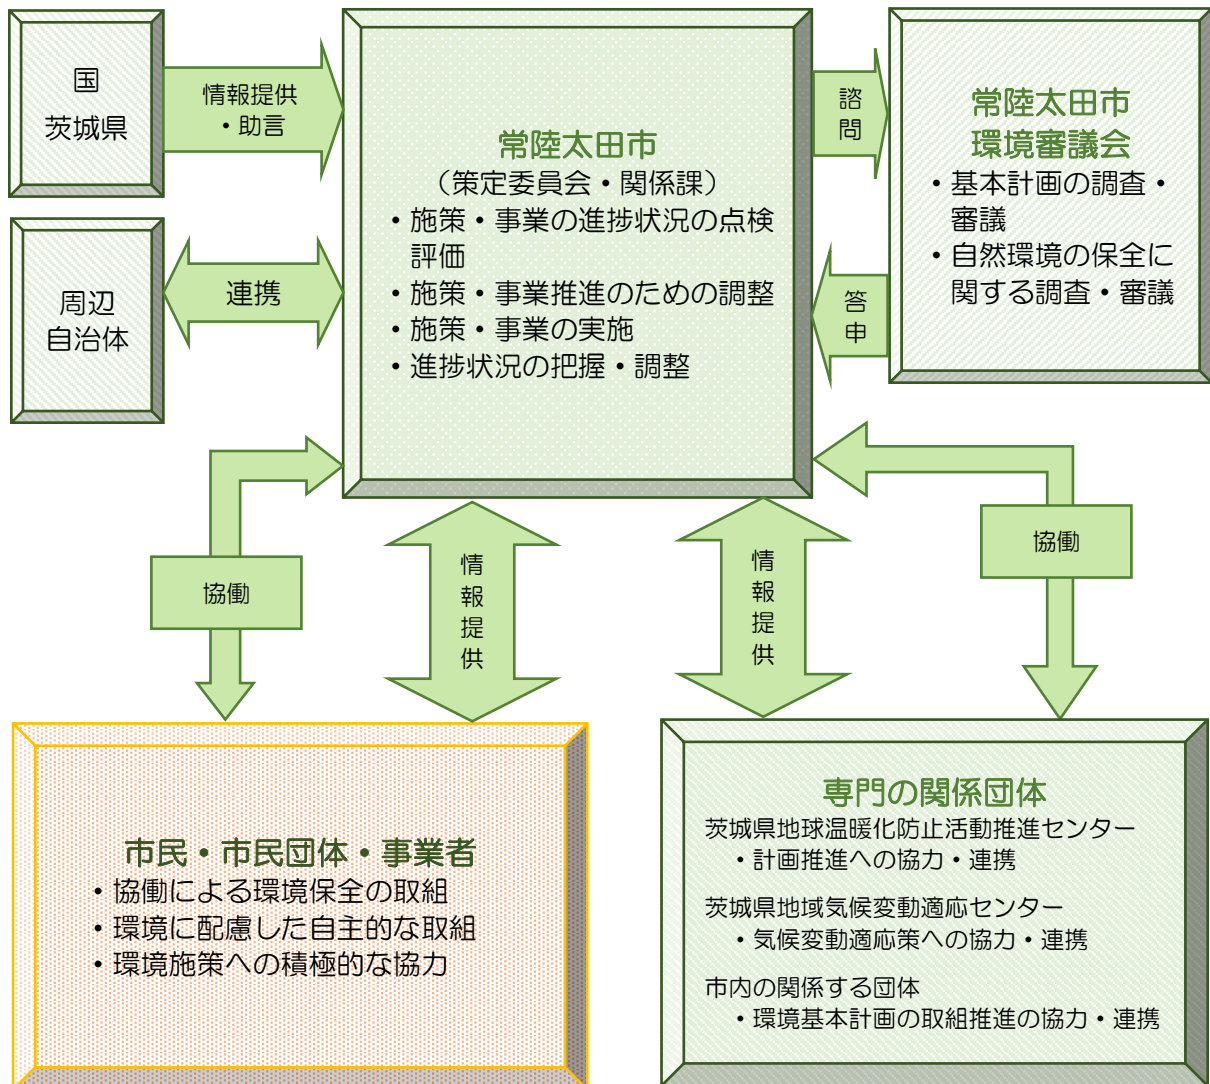 国
茨城県
情報提供
・助言
周辺
自治体
連携
常陸太田市
（策定委員会・関係課）
・施策・事業の進捗状況の点検
評価
・施策・事業推進のための調整
・施策・事業の実施
・進捗状況の把握・調整
諮問
答申
常陸太田市
環境審議会
・基本計画の調査・
審議
・自然環境の保全に
関する調査・審議
協働
情報提供
情報提供
協働
市民・市民団体・事業者
・協働による環境保全の取組
・環境に配慮した自主的な取組
・環境施策への積極的な協力
専門の関係団体
茨城県地球温暖化防止活動推進センター
・計画推進への協力・連携
茨城県地域気候変動適応センター
・気候変動適応策への協力・連携
市内の関係する団体
・環境基本計画の取組推進の協力・連携